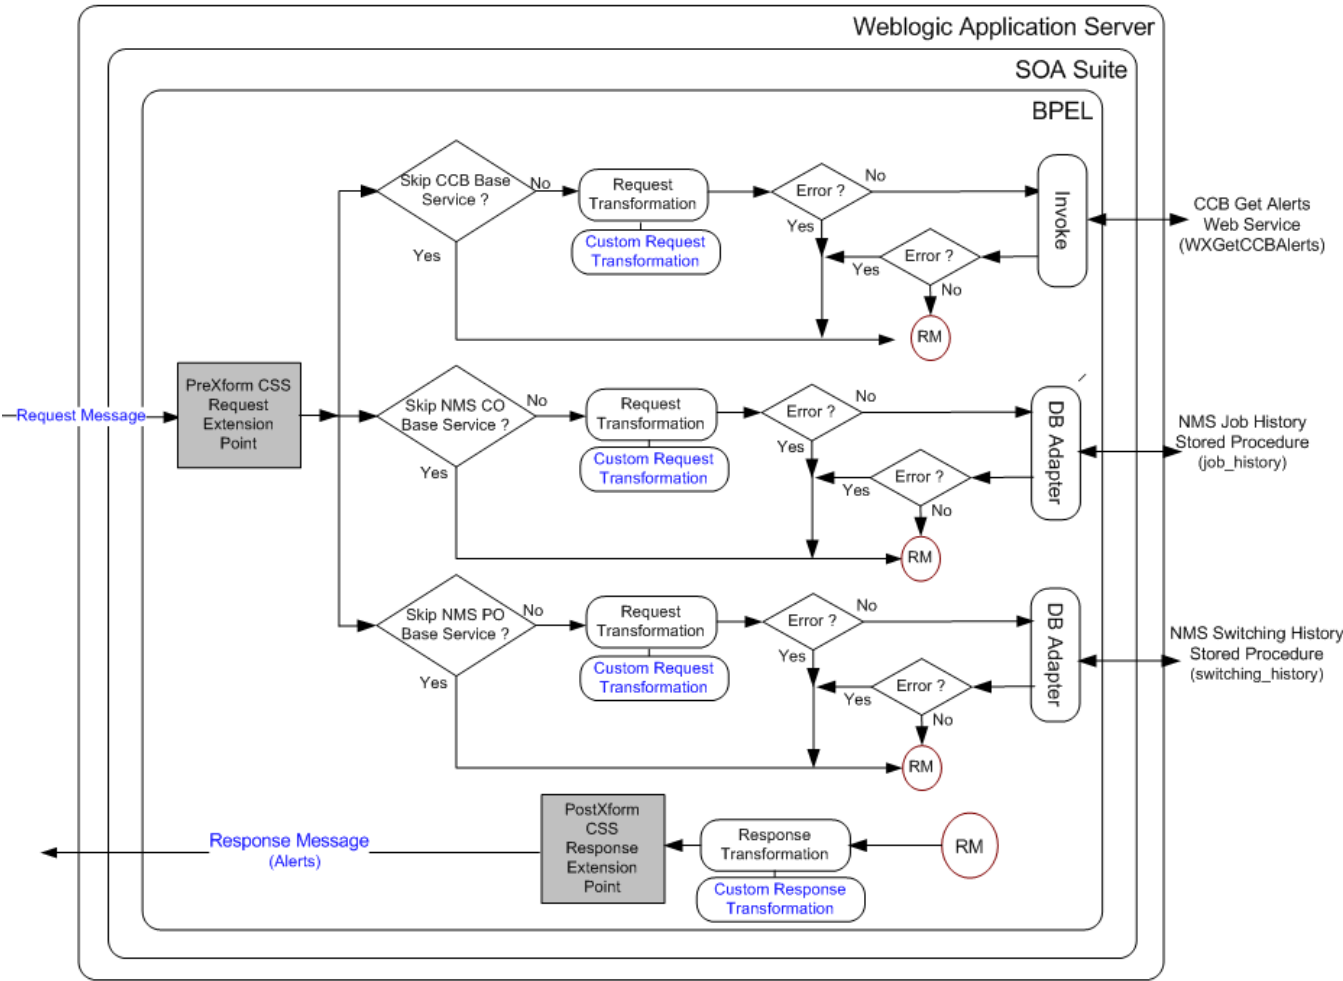 Weblogic Application Server
SOA Suite
BPEL
Skip CCB Base
Service ?
No
Yes
Request
Transformation
Custom Request
Transformation
Error ?
No
Yes
Invoke
Error ?
Yes
No
RM
CCB Get Alerts
Web Service
(WXGetCCBAlerts)
Request Message
PreXform CSS
Request
Extension
Point
Skip NMS CO
Base Service ?
No
Yes
Request
Transformation
Custom Request
Transformation
Error ?
No
Yes
DB Adapter
Error ?
Yes
No
RM
NMS Job History
Stored Procedure
(job_history)
Skip NMS PO
Base Service ?
No
Yes
Request
Transformation
Custom Request
Transformation
Error ?
No
Yes
DB Adapter
Error ?
Yes
No
RM
NMS Switching History
Stored Procedure
(switching_history)
Response Message
(Alerts)
PostXform
CSS
Response
Extension
Point
Response
Transformation
Custom Response
Transformation
RM